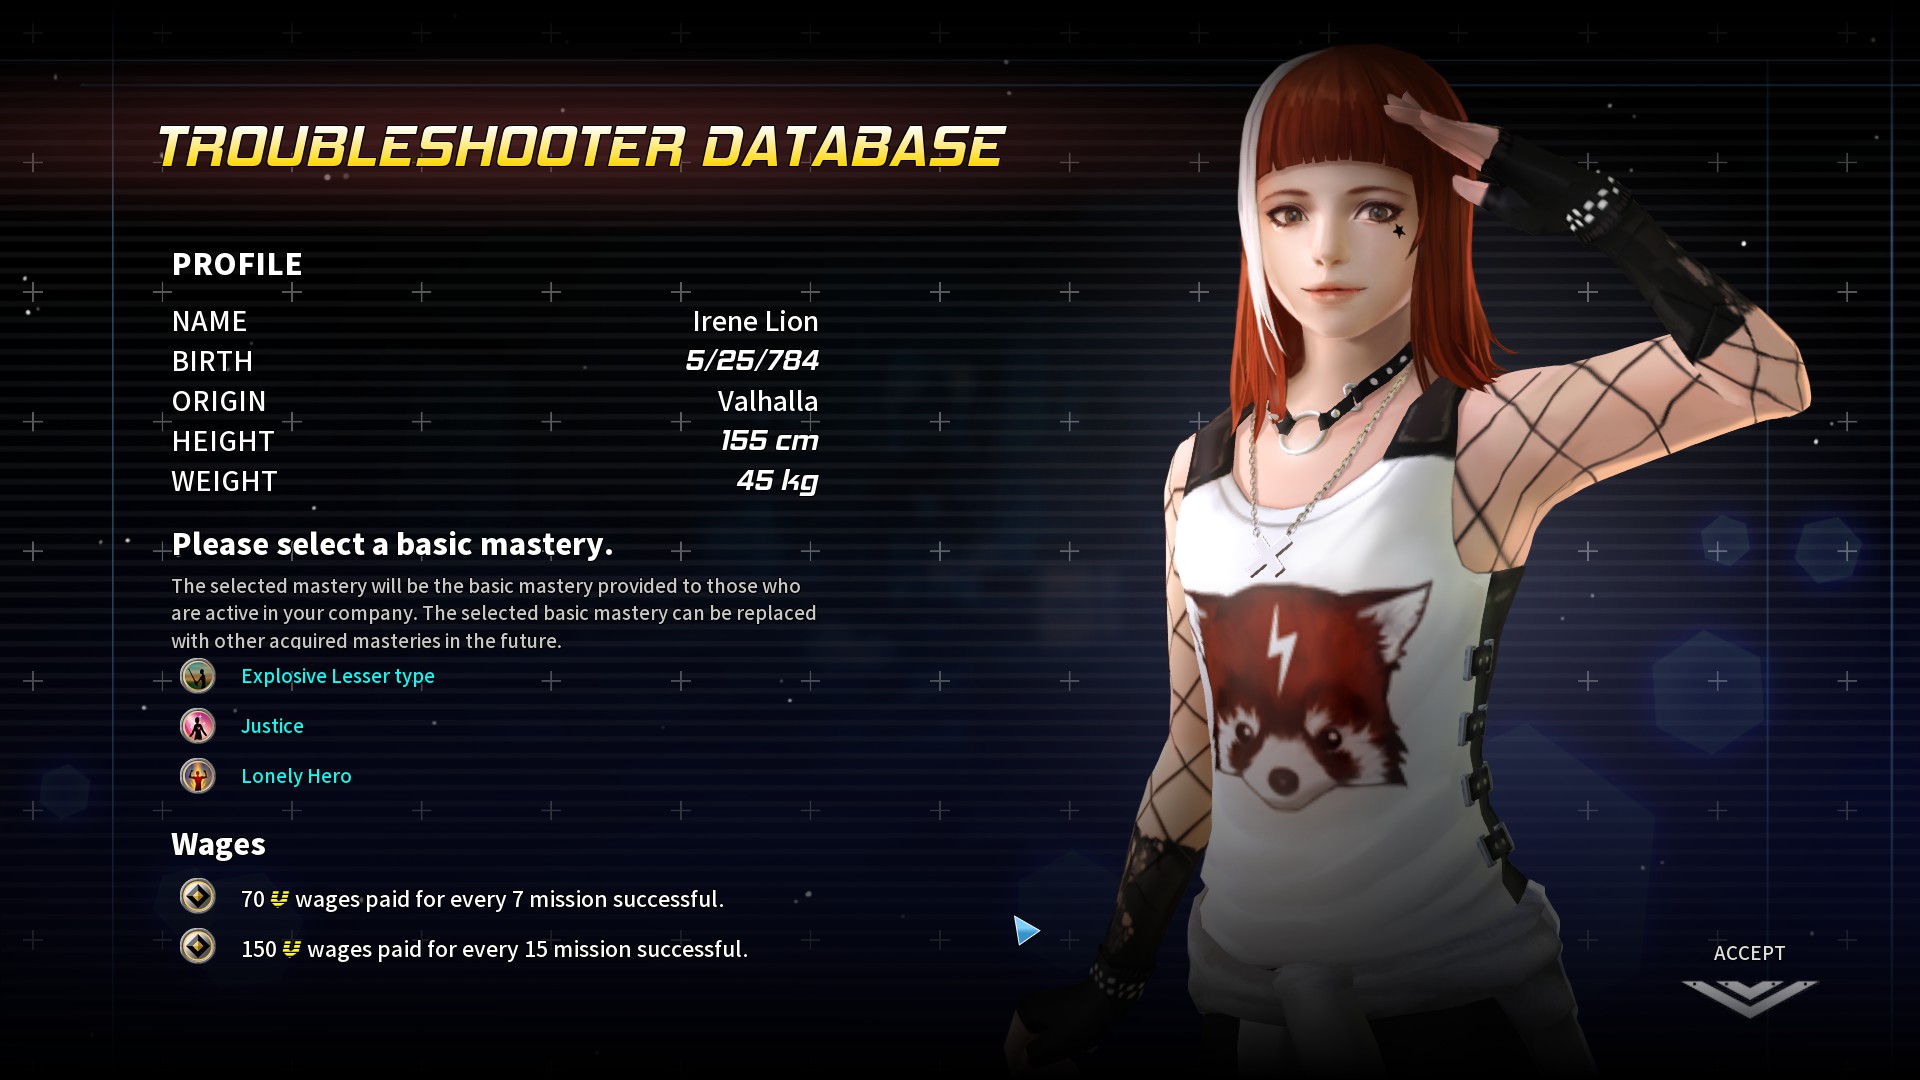 TROUBLESHOOTER DATABASE
PROFILE
NAME Irene Lion
BIRTH 5/25/784
ORIGIN Valhalla
HEIGHT 155 cm
WEIGHT 45 kg
Please select a basic mastery.
The selected mastery will be the basic mastery provided to those who
are active in your company. The selected basic mastery can be replaced
with other acquired masteries in the future.
Explosive Lesser type
Justice
Lonely Hero
Wages
70 wages paid for every 7 mission successful.
150 wages paid for every 15 mission successful.
ACCEPT